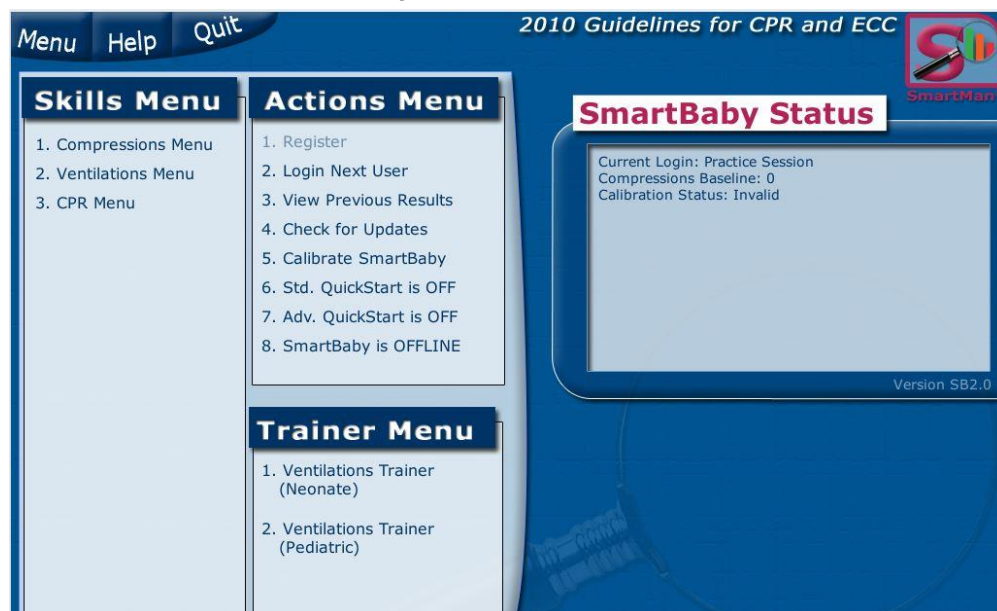 Menu Help Quit
2010 Guidelines for CPR and ECC
SmartMan
Skills Menu
1. Compressions Menu
2. Ventilations Menu
3. CPR Menu
Actions Menu
1. Register
2. Login Next User
3. View Previous Results
4. Check for Updates
5. Calibrate SmartBaby
6. Std. QuickStart is OFF
7. Adv. QuickStart is OFF
8. SmartBaby is OFFLINE
Trainer Menu
1. Ventilations Trainer
(Neonate)
2. Ventilations Trainer
(Pediatric)
SmartBaby Status
Current Login: Practice Session
Compressions Baseline: 0
Calibration Status: Invalid
Version SB2.0